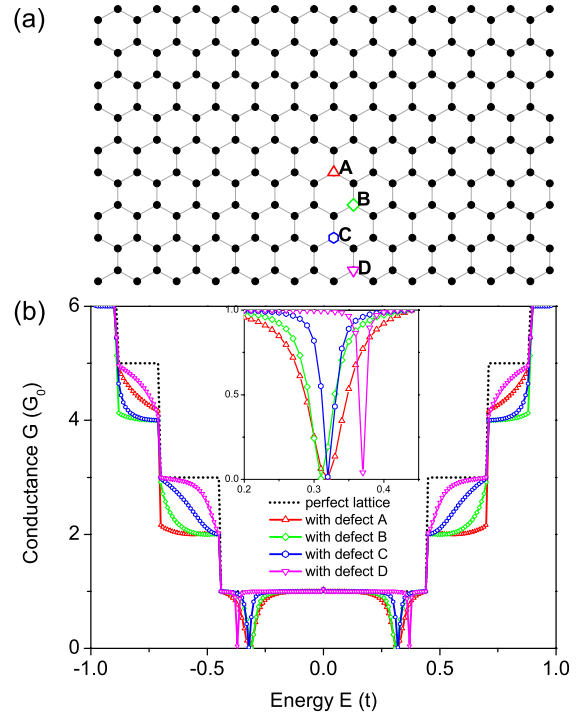 (a)
A
B
C
D
(b)
6
4
2
0
Conductance G (G0)
1.0
0.5
0.0
0.2
0.3
0.4
perfect lattice
with defect A
with defect B
with defect C
with defect D
-1.0
-0.5
0.0
0.5
1.0
Energy E (t)